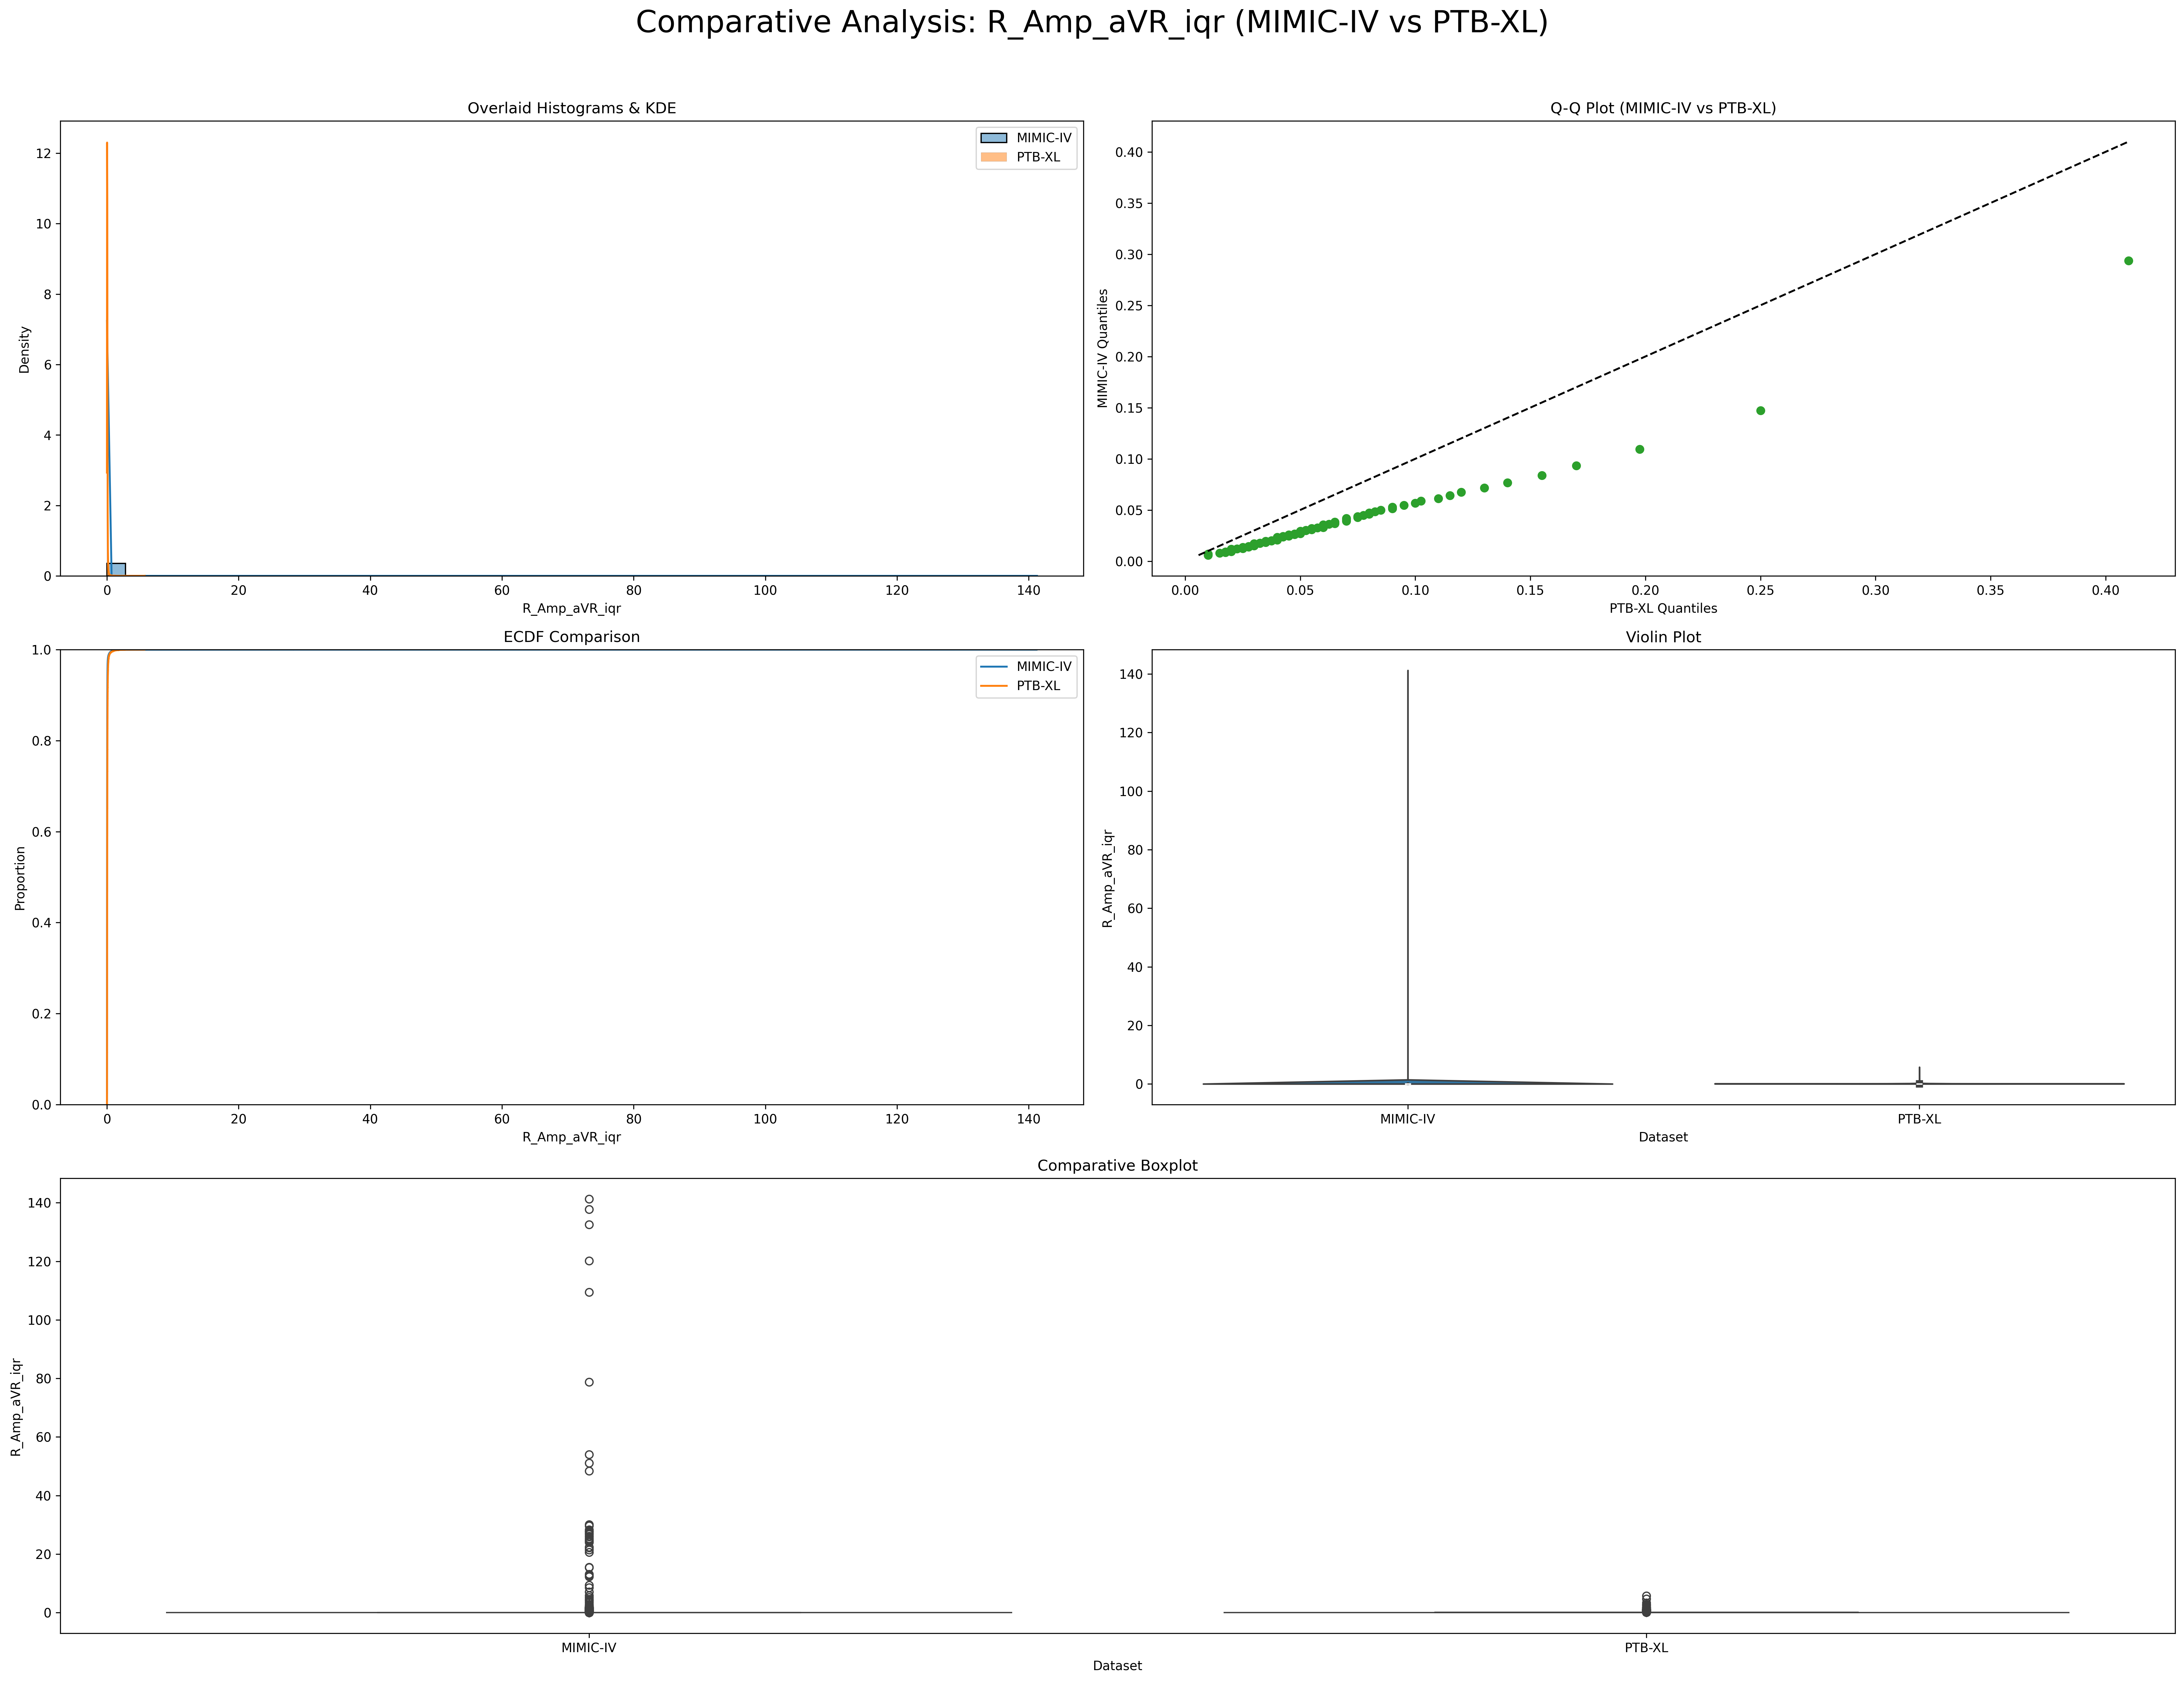 Comparative Analysis: R_Amp_aVR_iqr (MIMIC-IV vs PTB-XL)
Overlaid Histograms & KDE
MIMIC-IV
PTB-XL
12
10
8
6
4
2
0
Density
0 20 40 60 80 100 120 140
R_Amp_aVR_iqr
Q-Q Plot (MIMIC-IV vs PTB-XL)
0.40
0.35
0.30
0.25
0.20
0.15
0.10
0.05
0.00
MIMIC-IV Quantiles
0.00 0.05 0.10 0.15 0.20 0.25 0.30 0.35 0.40
PTB-XL Quantiles
ECDF Comparison
MIMIC-IV
PTB-XL
1.0
0.8
0.6
0.4
0.2
0.0
Proportion
0 20 40 60 80 100 120 140
R_Amp_aVR_iqr
Violin Plot
140
120
100
80
60
40
20
0
R_Amp_aVR_iqr
MIMIC-IV PTB-XL
Dataset
Comparative Boxplot
140
120
100
80
60
40
20
0
R_Amp_aVR_iqr
MIMIC-IV PTB-XL
Dataset